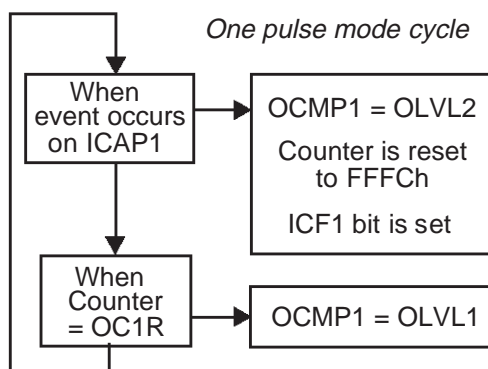 One pulse mode cycle
When
event occurs
on ICAP1
OCMP1 = OLVL2
Counter is reset
to FFFCh
ICF1 bit is set
When
Counter
= OC1R
OCMP1 = OLVL1